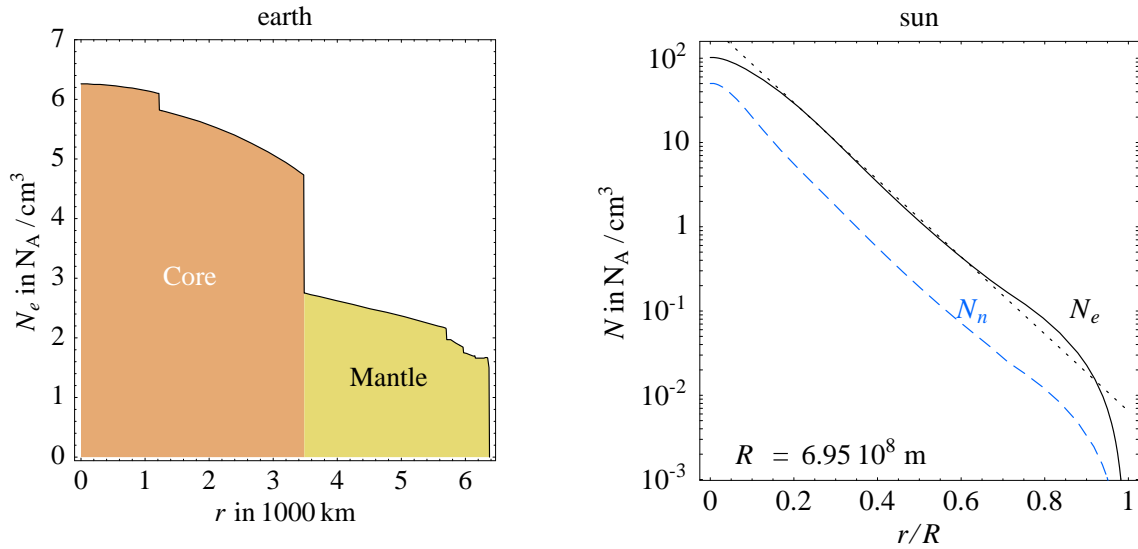 earth
7
6
5
4
3
2
1
0
N_e in N_A / cm^3
Core
Mantle
0 1 2 3 4 5 6
r in 1000 km
sun
10^2
10
1
10^-1
10^-2
10^-3
N in N_A / cm^3
N_n
N_e
R = 6.95 10^8 m
0 0.2 0.4 0.6 0.8 1
r/R